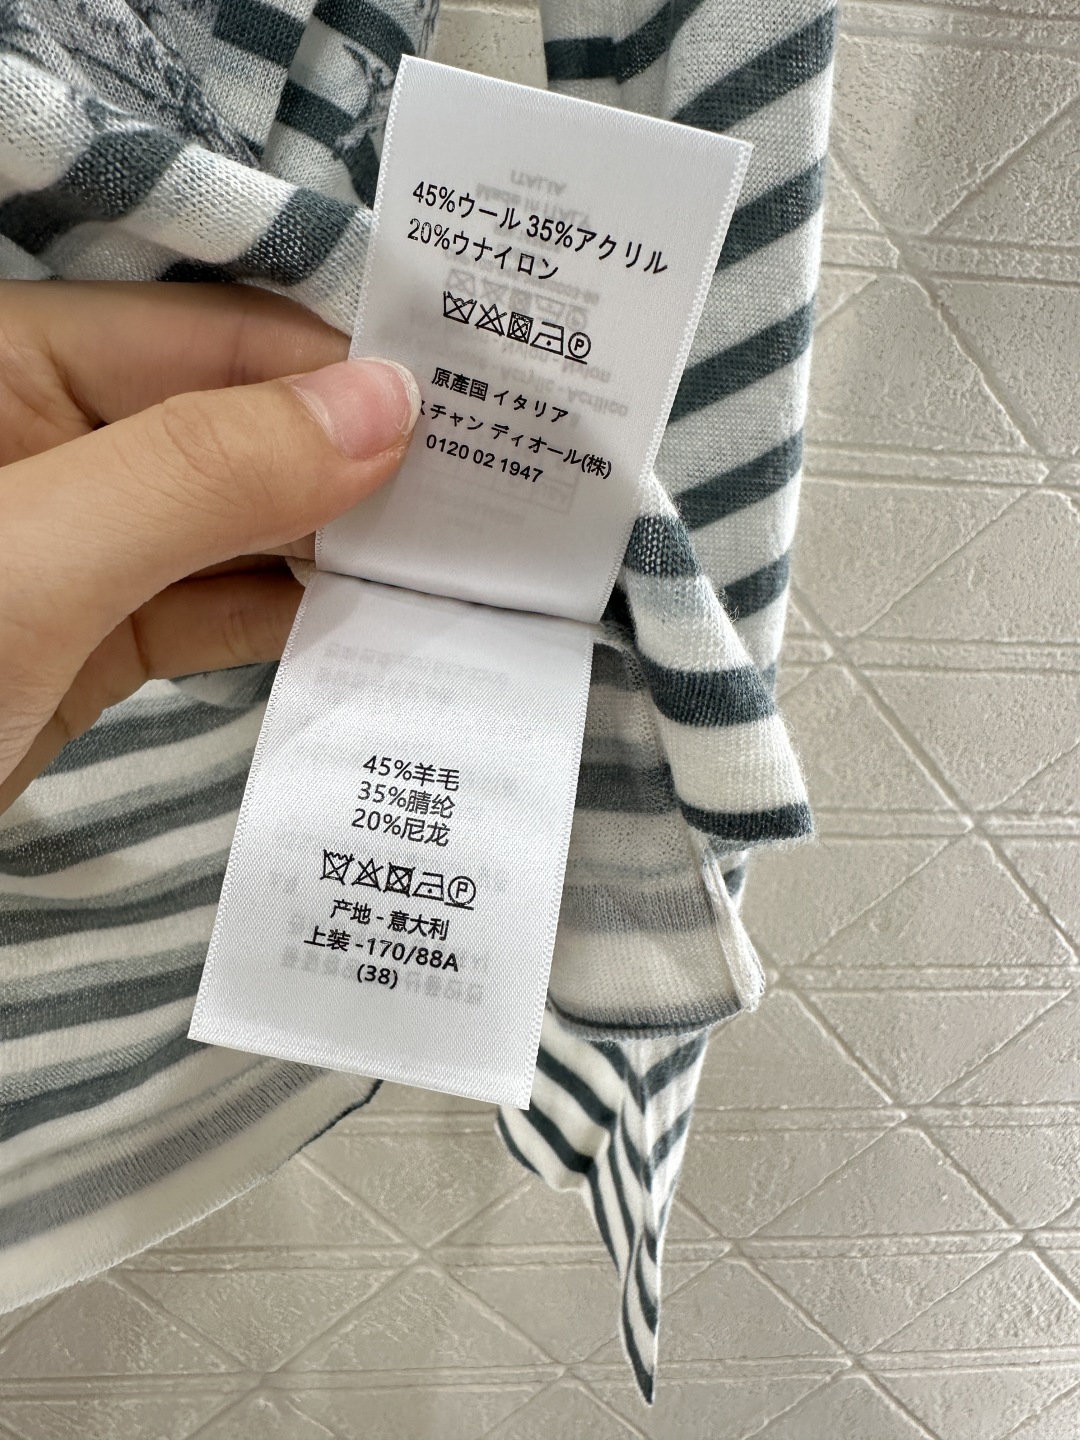 45%ウール 35%アクリル
20%ウナイロン
原產国 イタリア
スチャン ディオール(株)
0120 02 1947
45%羊毛
35%腈纶
20%尼龙
产地 - 意大利
上装 -170/88A
(38)